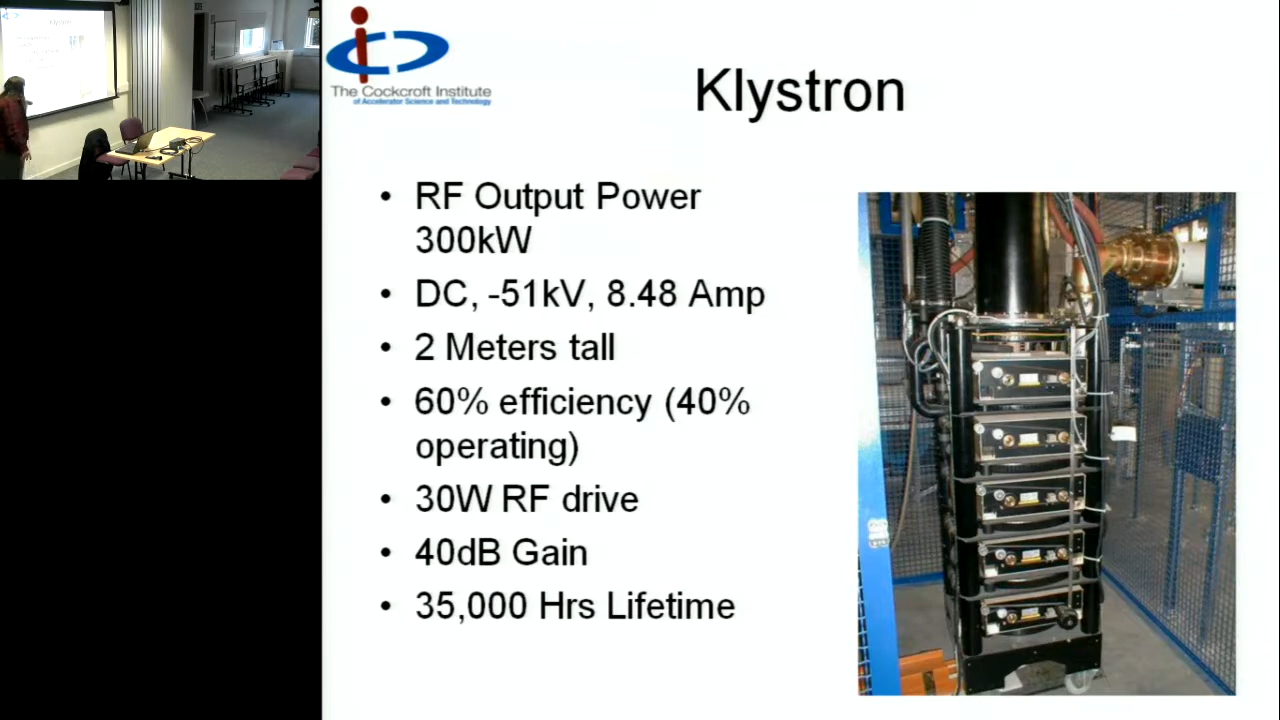 The Cockcroft Institute
of Accelerator Science and Technology
Klystron
• RF Output Power
300kW
• DC, -51kV, 8.48 Amp
• 2 Meters tall
• 60% efficiency (40%
operating)
• 30W RF drive
• 40dB Gain
• 35,000 Hrs Lifetime